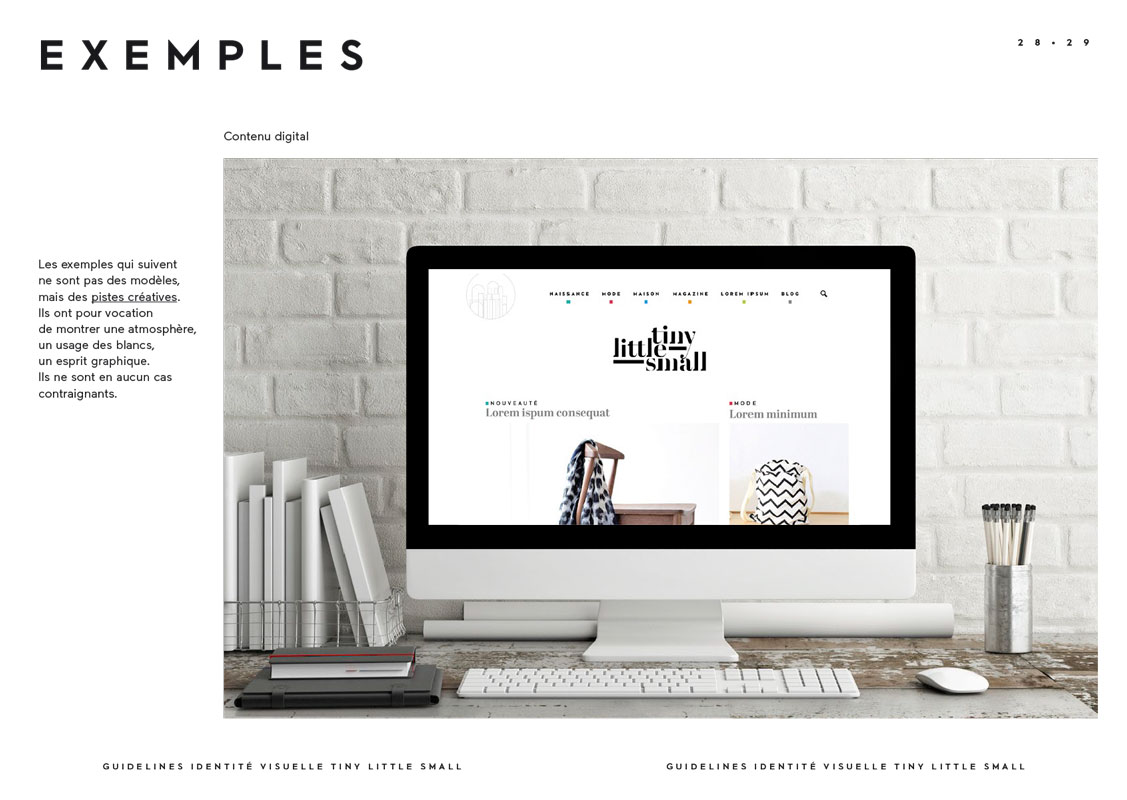 EXEMPLES
28 • 29
Contenu digital
Les exemples qui suivent
ne sont pas des modèles,
mais des pistes créatives.
Ils ont pour vocation
de montrer une atmosphère,
un usage des blancs,
un esprit graphique.
Ils ne sont en aucun cas
contraignants.
NAISSANCE MODE MAISON MAGAZINE LOREM IPSUM BLOG
tiny
little
small
NOUVEAUTÉ
Lorem ispum consequat
MODE
Lorem minimum
GUIDELINES IDENTITÉ VISUELLE TINY LITTLE SMALL
GUIDELINES IDENTITÉ VISUELLE TINY LITTLE SMALL